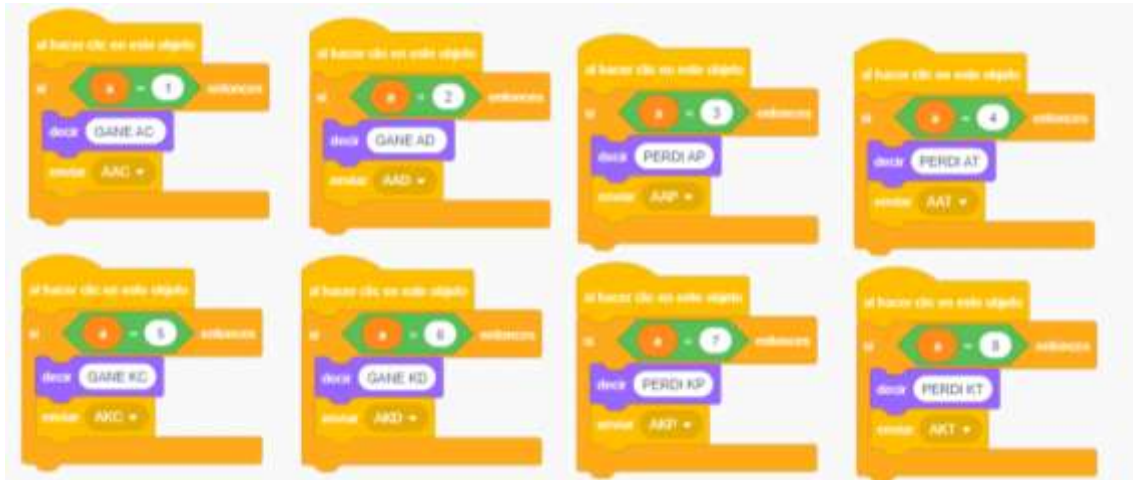 al hacer clic en este objeto
si a = 1 entonces
decir GANE AC
enviar AAC
al hacer clic en este objeto
si a = 2 entonces
decir GANE AD
enviar AAD
al hacer clic en este objeto
si a = 3 entonces
decir PERDI AP
enviar AAP
al hacer clic en este objeto
si a = 4 entonces
decir PERDI AT
enviar AAT
al hacer clic en este objeto
si a = 5 entonces
decir GANE KC
enviar AKC
al hacer clic en este objeto
si a = 6 entonces
decir GANE KD
enviar AKD
al hacer clic en este objeto
si a = 7 entonces
decir PERDI KP
enviar AKP
al hacer clic en este objeto
si a = 8 entonces
decir PERDI KT
enviar AKT